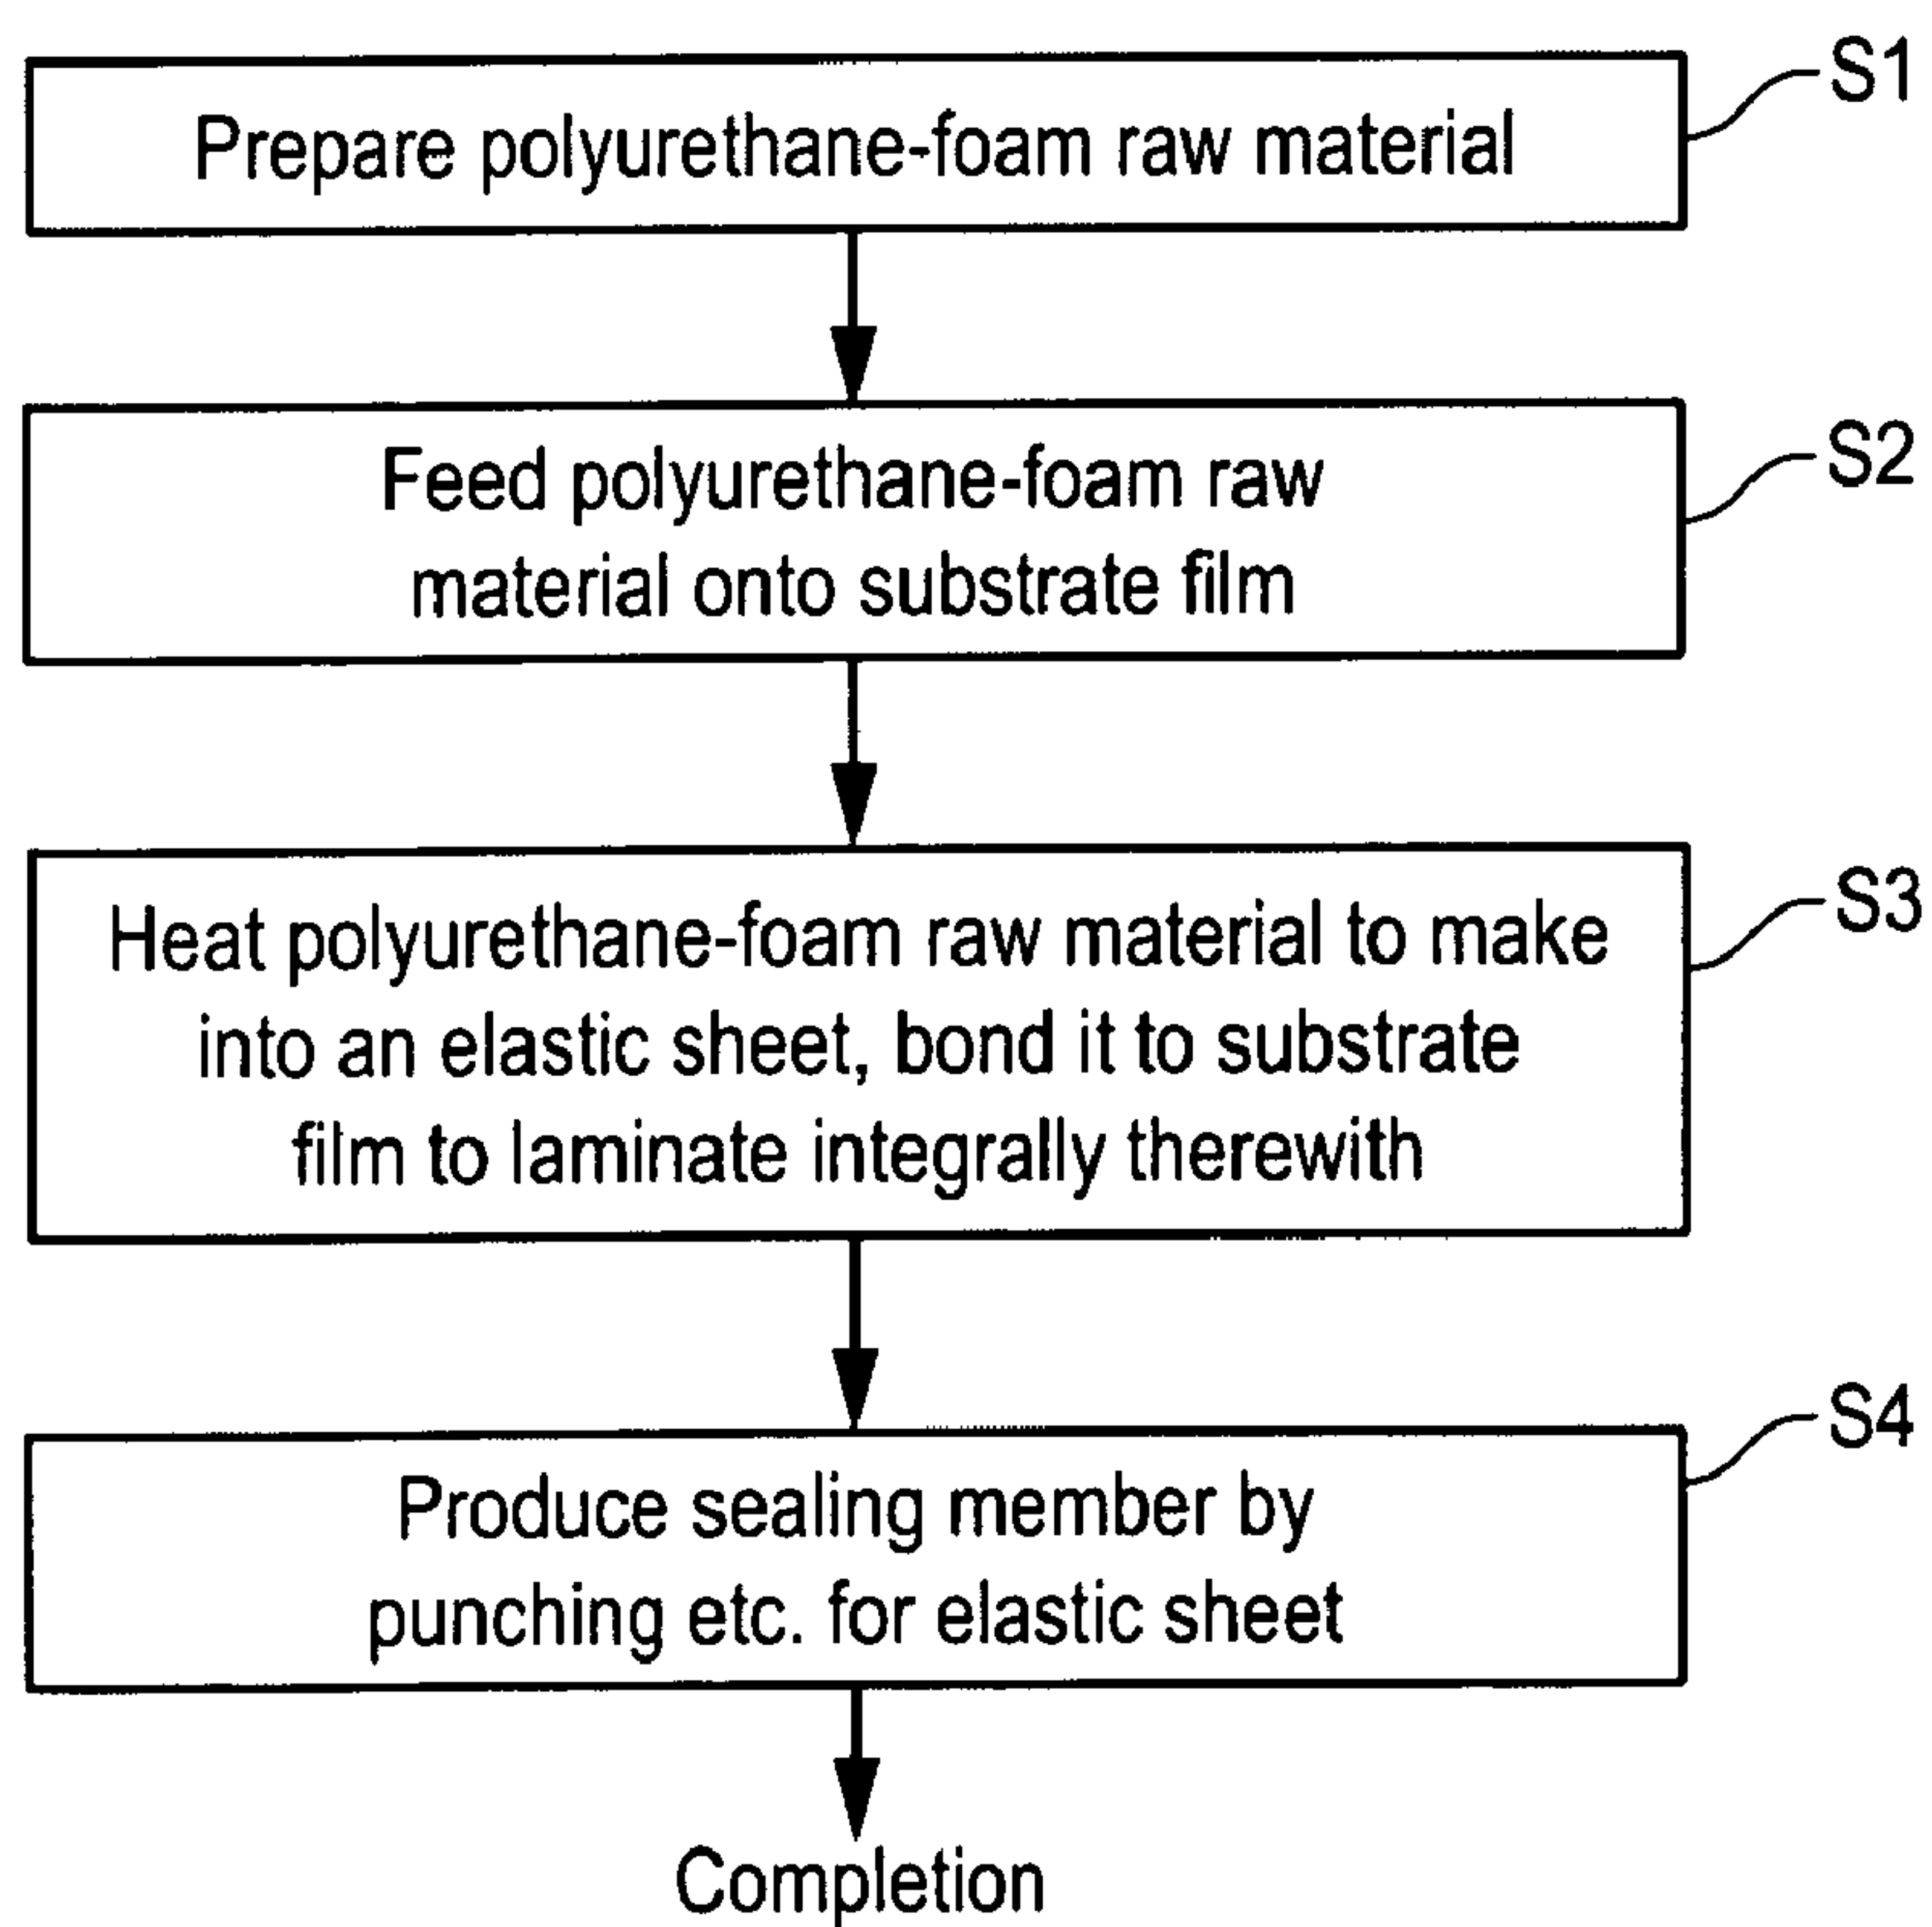 S1
Prepare polyurethane-foam raw material
S2
Feed polyurethane-foam raw
material onto substrate film
S3
Heat polyurethane-foam raw material to make
into an elastic sheet, bond it to substrate
film to laminate integrally therewith
S4
Produce sealing member by
punching etc. for elastic sheet
Completion